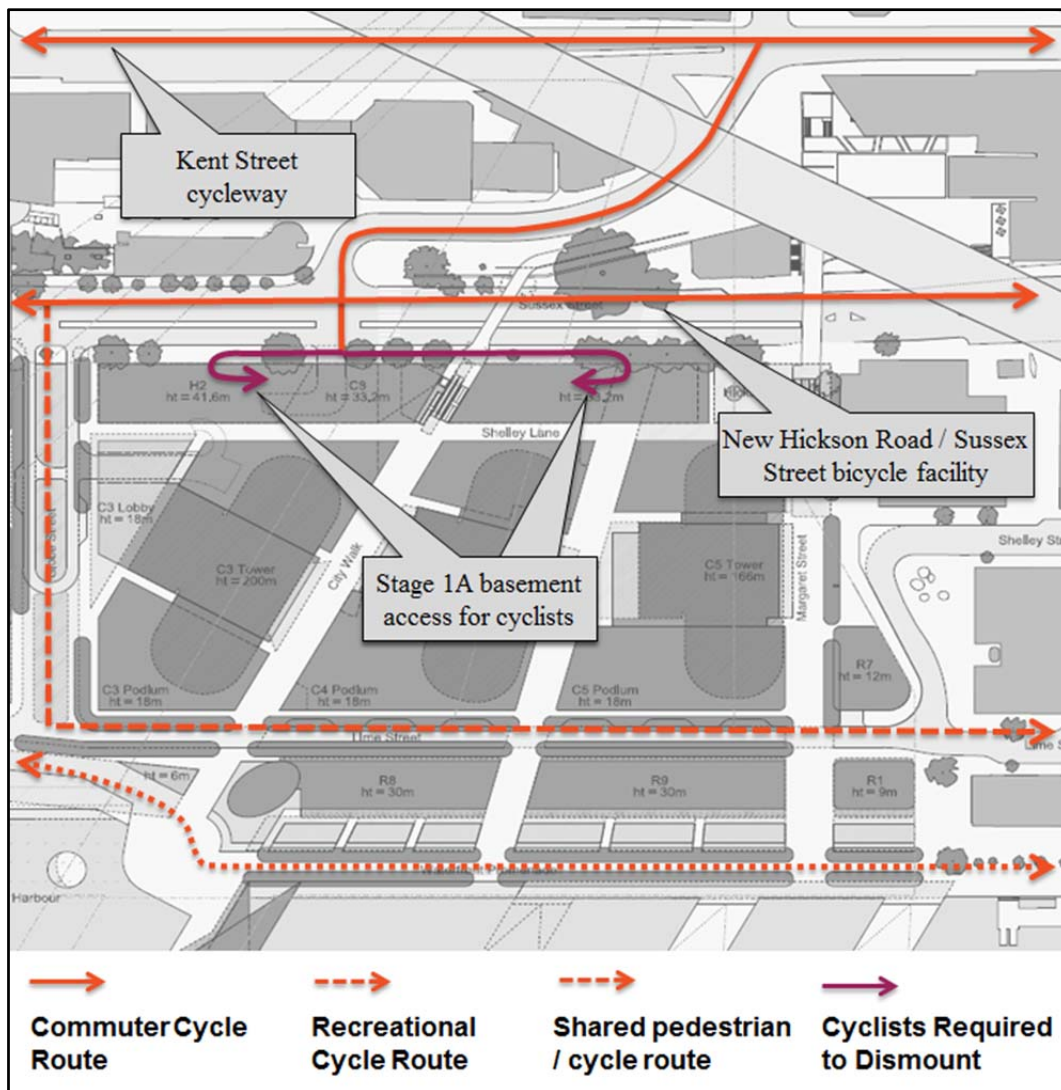 Kent Street
cycleway
Sussex Street
H2
ht = 41,6m
ht = 33,2m
New Hickson Road / Sussex
Street bicycle facility
Shelley Lane
C3 Lobby
ht = 18m
C3 Tower
ht = 200m
City Walk
Stage 1A basement
access for cyclists
C5 Tower
ht = 166m
Margaret Street
Shelley St
R7
ht = 12m
C3 Podium
ht = 18m
C4 Podium
ht = 18m
C5 Podium
ht = 18m
Lime Street
Lime S
ht = 6m
R8
ht = 30m
R9
ht = 30m
R1
ht = 9m
Waterfront Promenade
Harbour
Commuter Cycle
Route
Recreational
Cycle Route
Shared pedestrian
/ cycle route
Cyclists Required
to Dismount